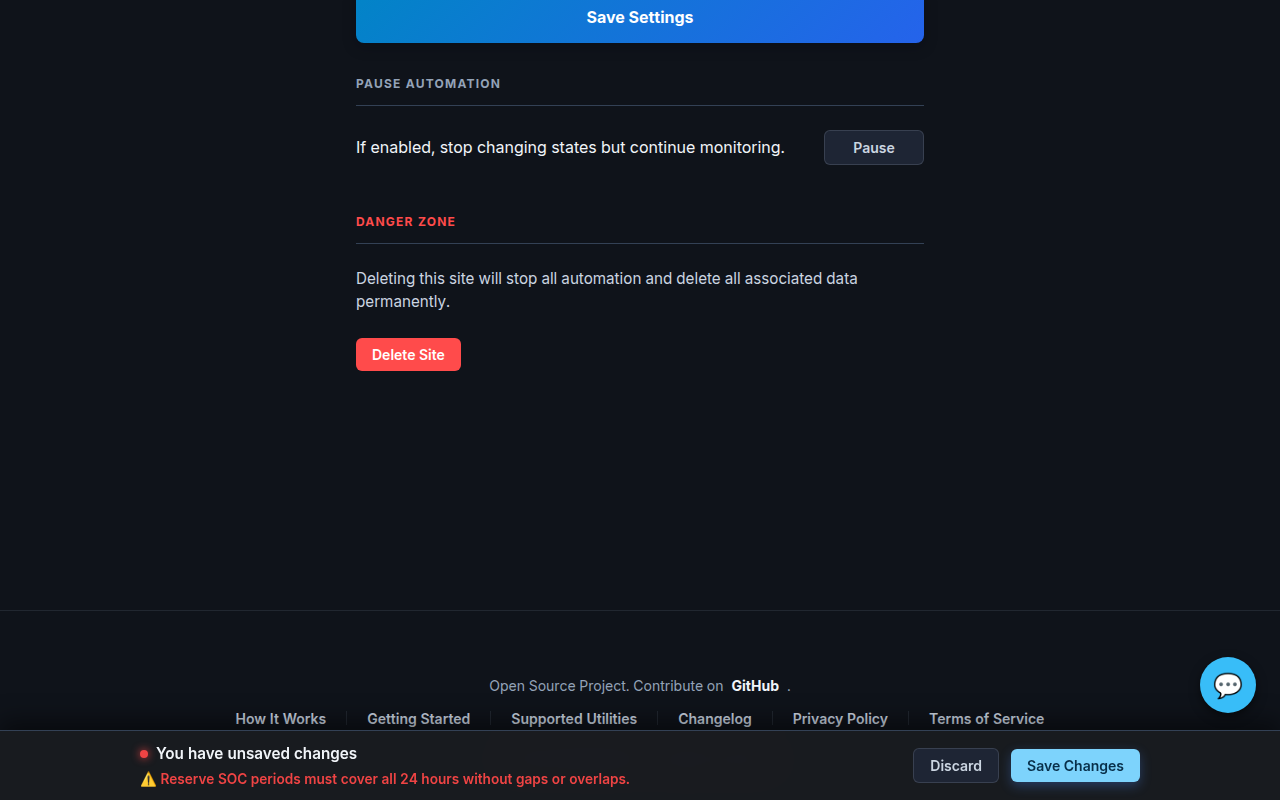 Save Settings
PAUSE AUTOMATION
If enabled, stop changing states but continue monitoring.
Pause
DANGER ZONE
Deleting this site will stop all automation and delete all associated data
permanently.
Delete Site
Open Source Project. Contribute on GitHub .
How It Works
Getting Started
Supported Utilities
Changelog
Privacy Policy
Terms of Service
You have unsaved changes
⚠️ Reserve SOC periods must cover all 24 hours without gaps or overlaps.
Discard
Save Changes